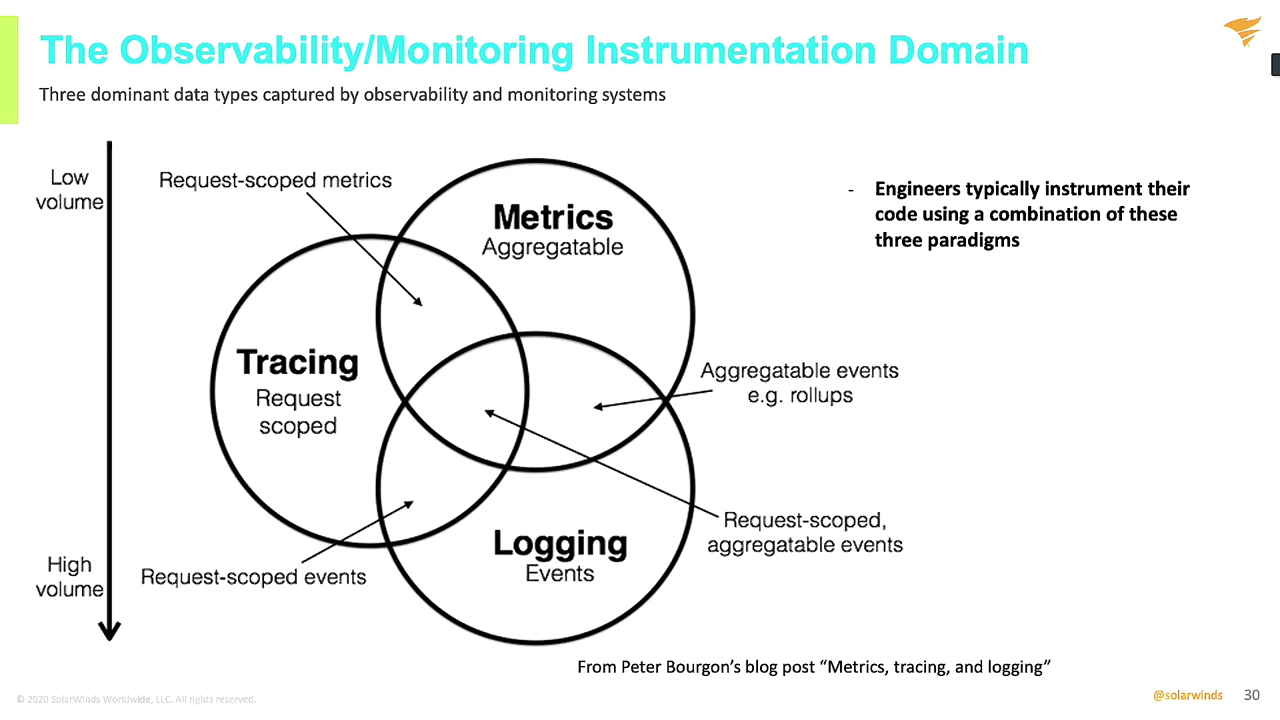 The Observability/Monitoring Instrumentation Domain
Three dominant data types captured by observability and monitoring systems
Low
volume
Request-scoped metrics
Metrics
Aggregatable
- Engineers typically instrument their
code using a combination of these
three paradigms
Tracing
Request
scoped
Aggregatable events
e.g. rollups
Request-scoped,
aggregatable events
Logging
Events
High
volume
Request-scoped events
From Peter Bourgon’s blog post “Metrics, tracing, and logging”
© 2020 SolarWinds Worldwide, LLC. All rights reserved.
@solarwinds
30